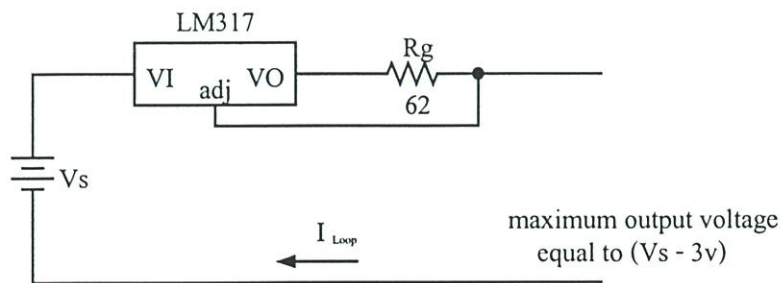 LM317
VI
adj
VO
Rg
62
Vs
I Loop
maximum output voltage
equal to (Vs - 3v)